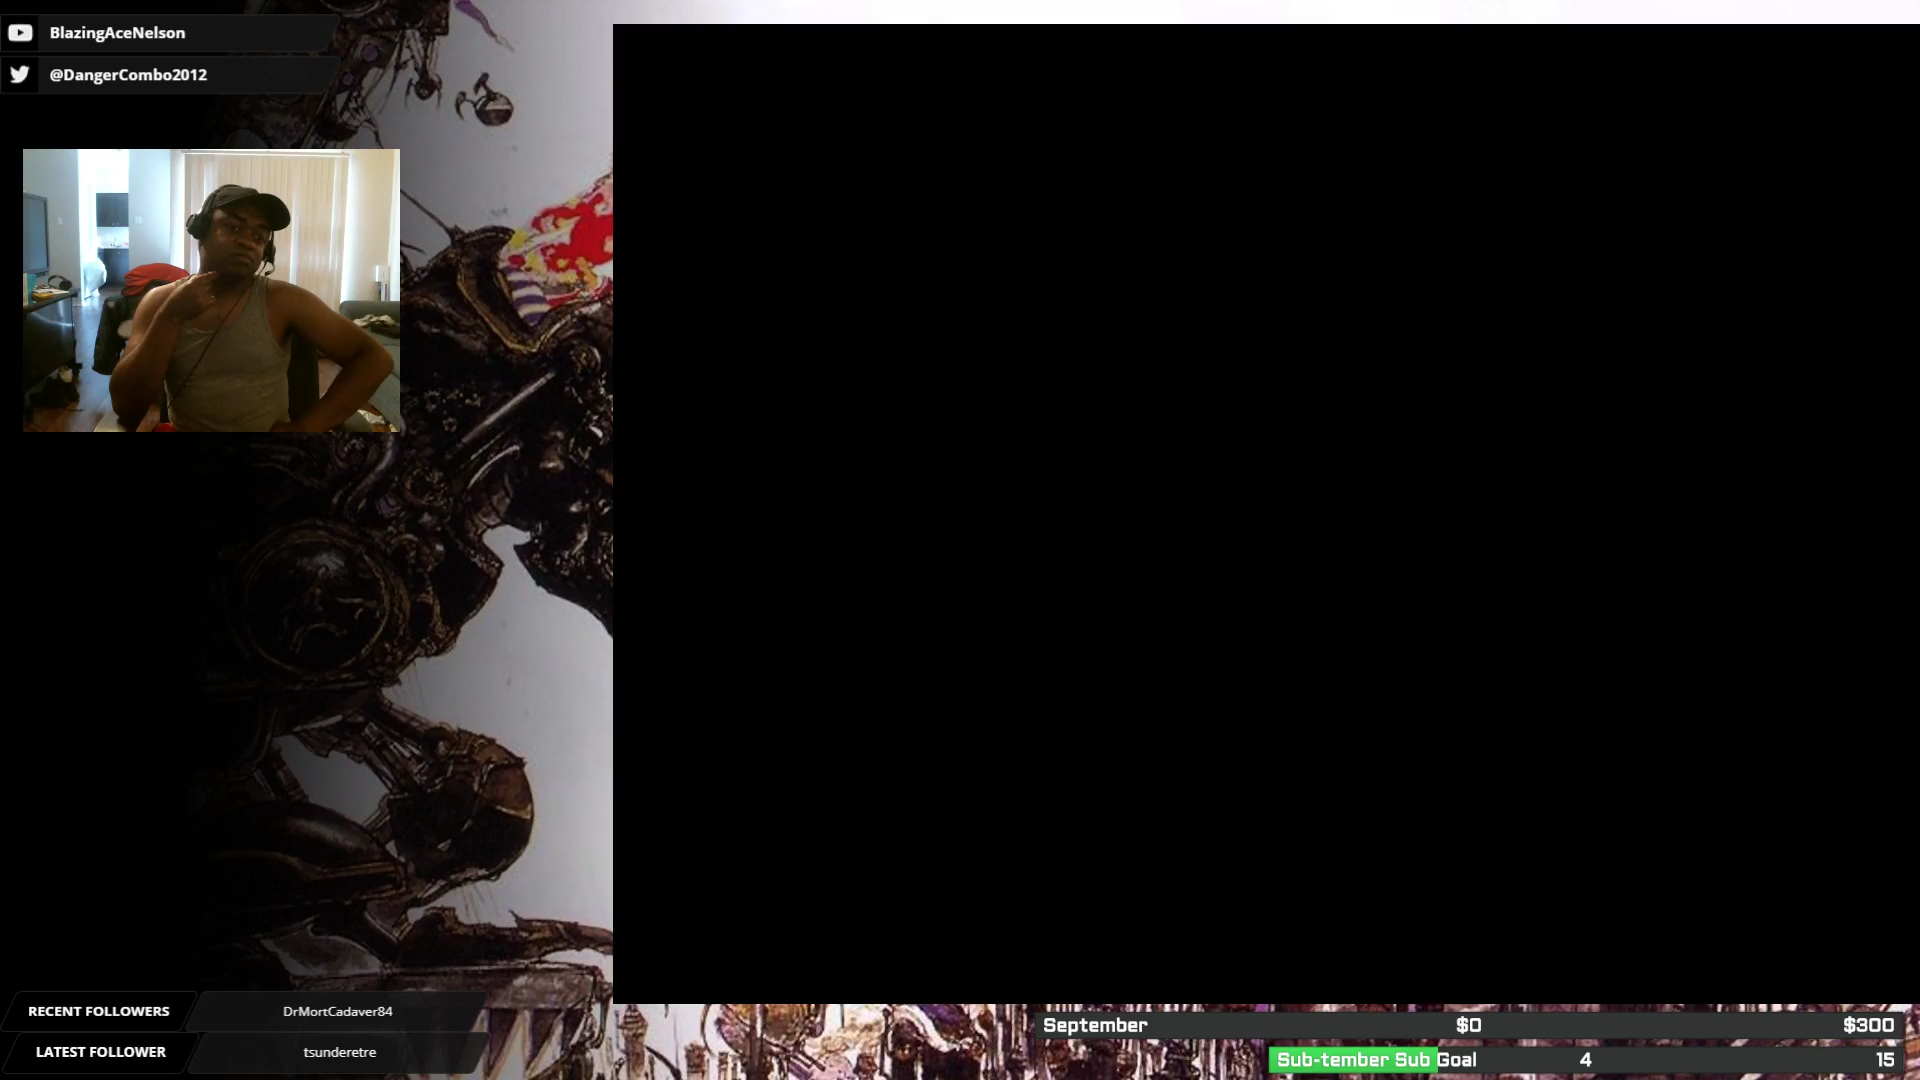 BlazingAceNelson
@DangerCombo2012
RECENT FOLLOWERS DrMortCadaver84
LATEST FOLLOWER tsunderetre
September $0 $300
Sub-tember Sub Goal 4 15